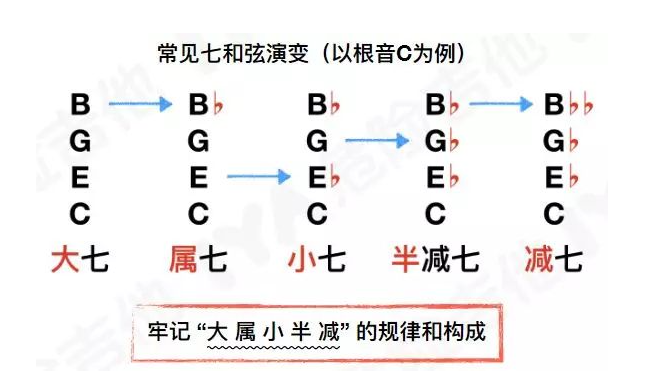 常见七和弦演变（以根音C为例）
B B♭ B♭ B♭ B♭♭
G G G G♭ G♭
E E E♭ E♭ E♭
C C C C C
大七 属七 小七 半减七 减七
牢记 “大 属 小 半 减” 的规律和构成